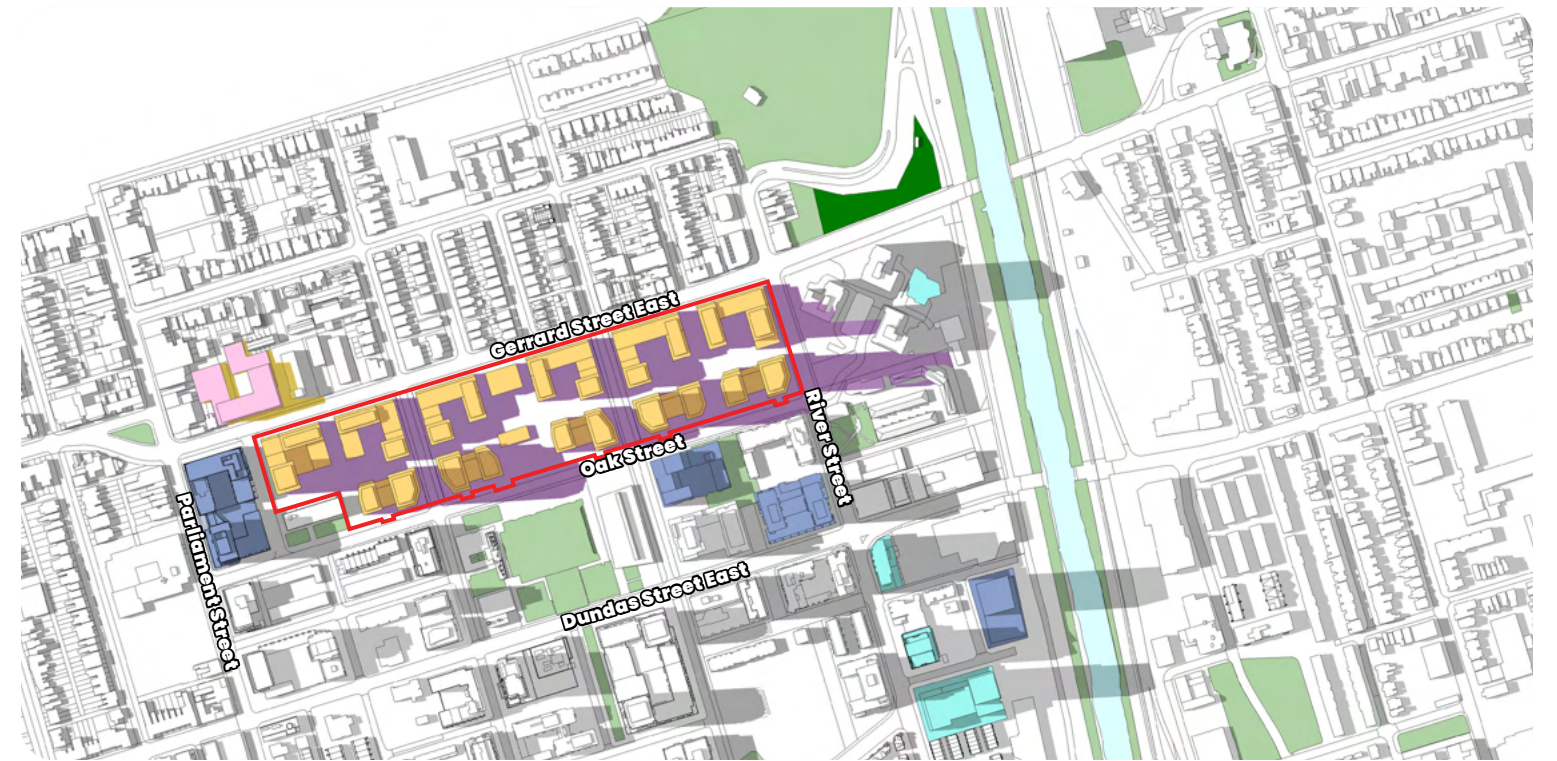 Gerrard Street East
Oak Street
River Street
Parliament Street
Dundas Street East